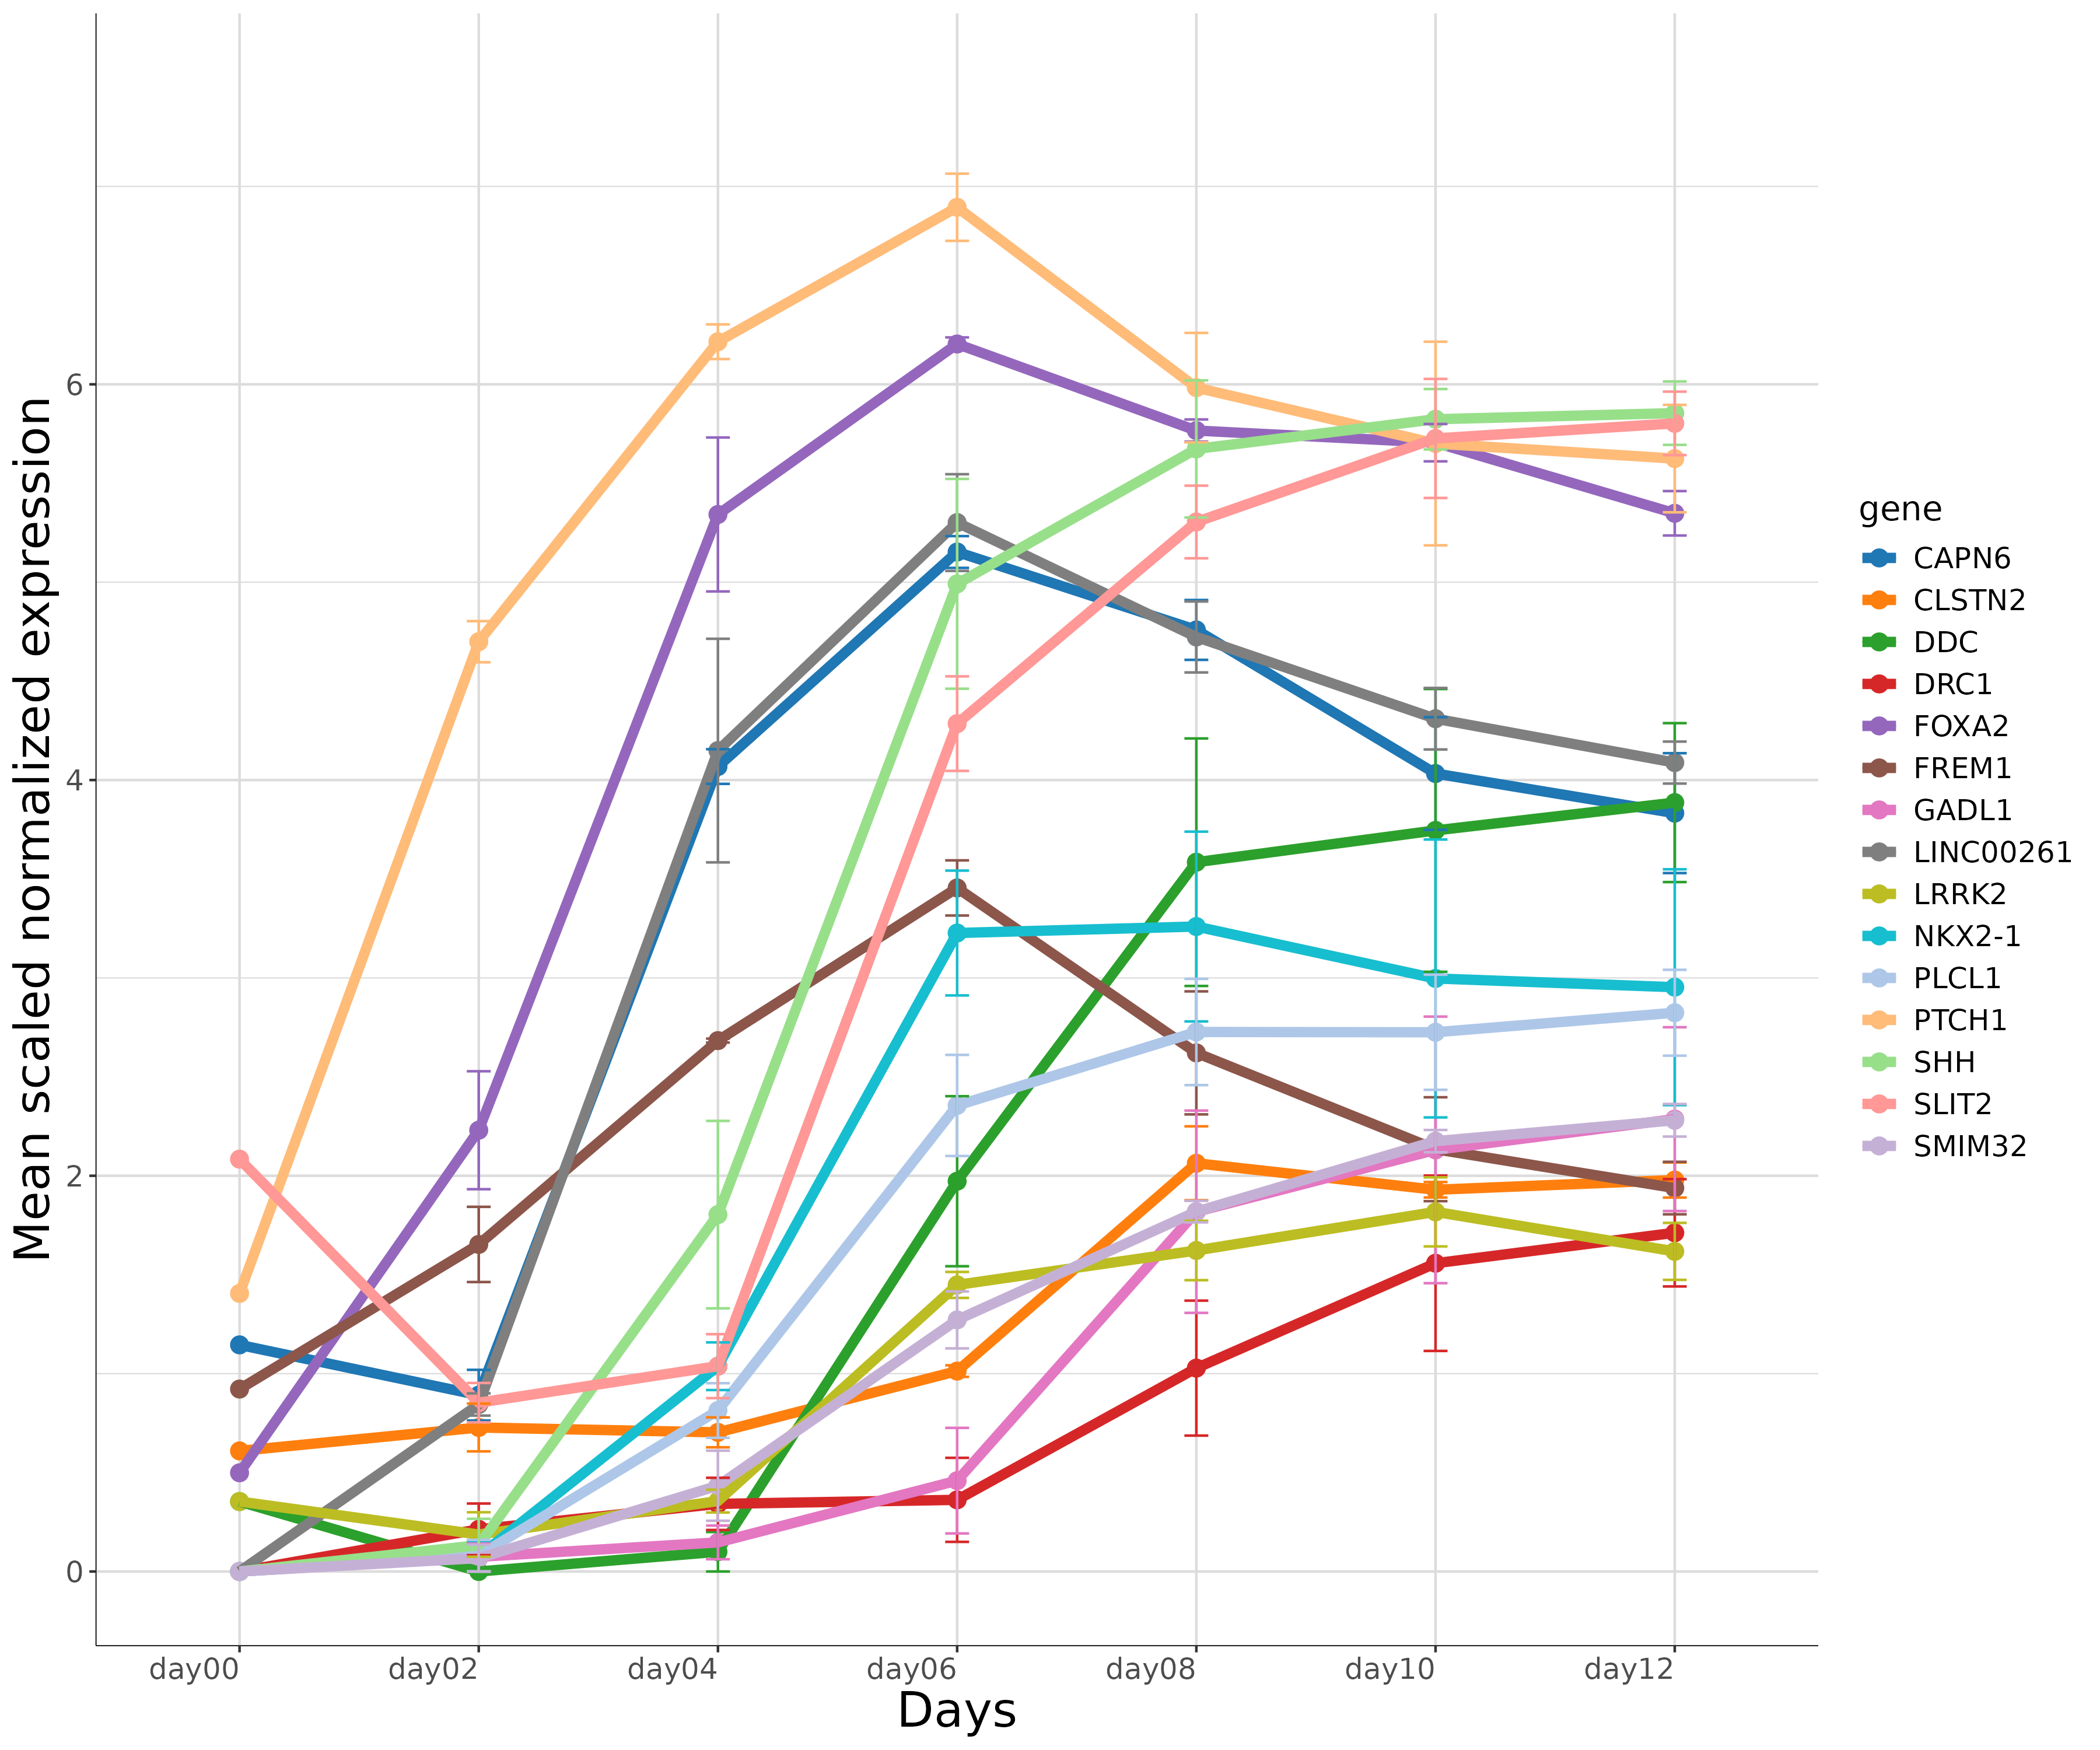 Mean scaled normalized expression
6
4
2
0
day00 day02 day04 day06 day08 day10 day12
Days
gene
CAPN6
CLSTN2
DDC
DRC1
FOXA2
FREM1
GADL1
LINC00261
LRRK2
NKX2-1
PLCL1
PTCH1
SHH
SLIT2
SMIM32